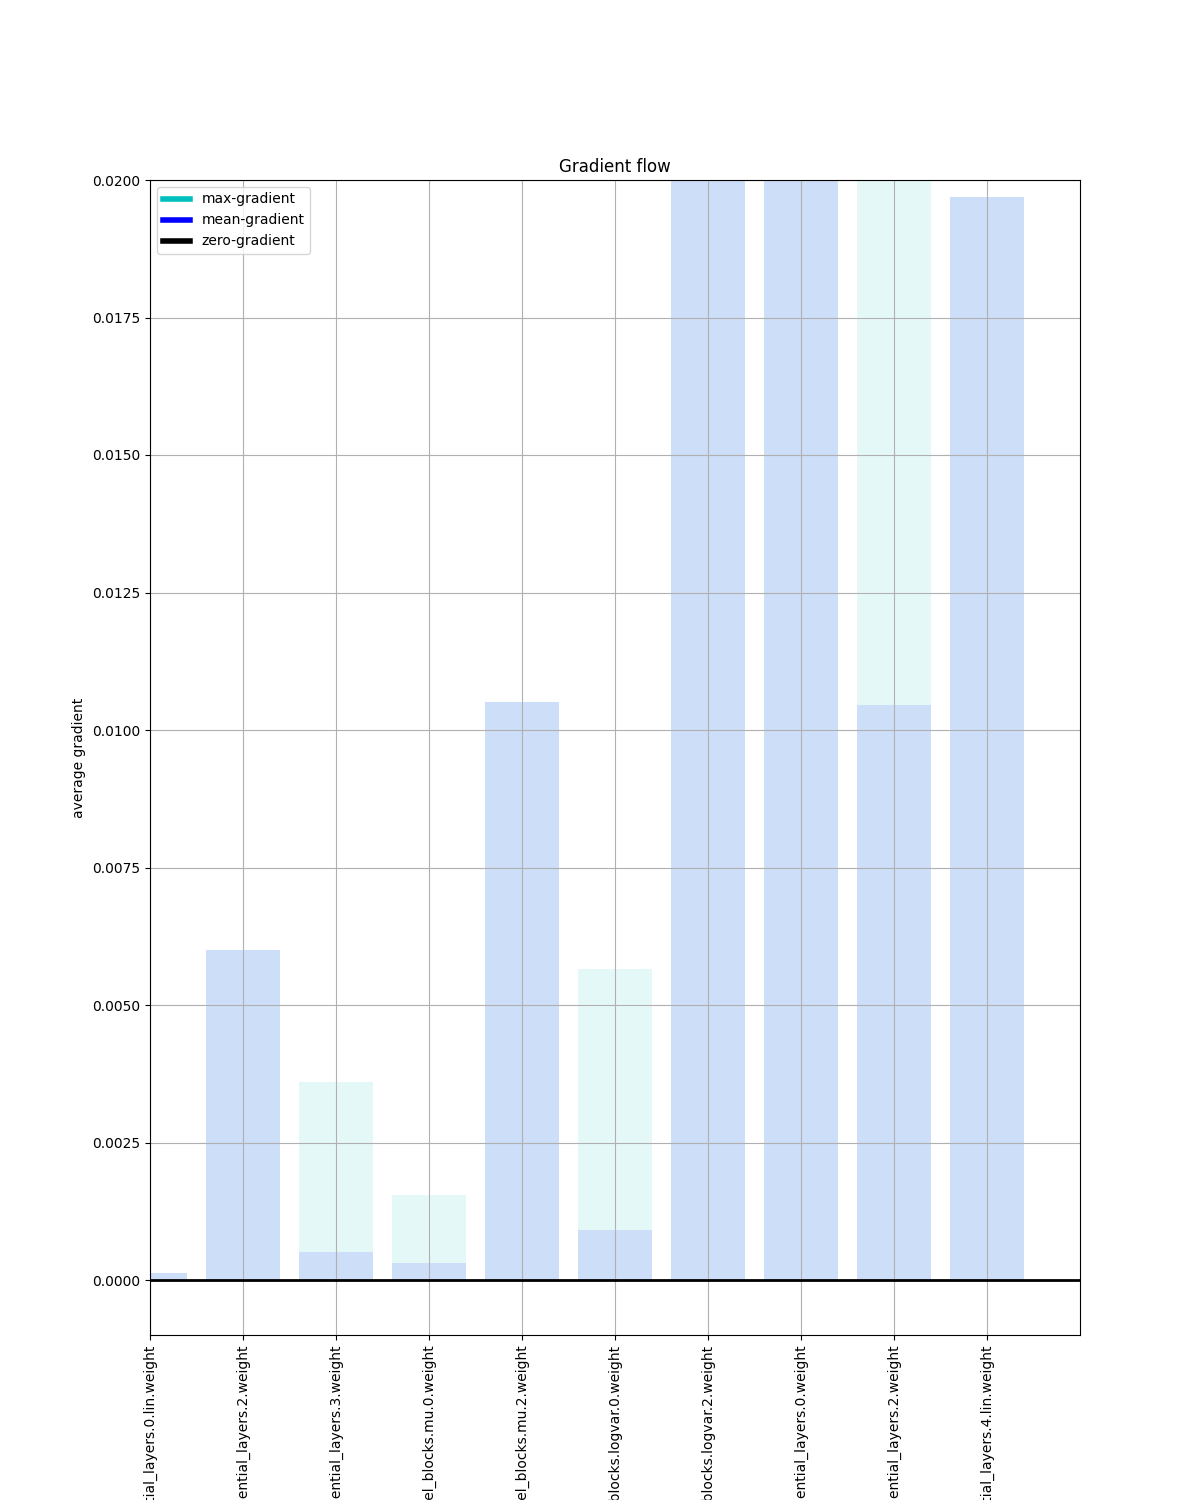 Gradient flow
max-gradient
mean-gradient
zero-gradient
0.0200
0.0175
0.0150
0.0125
0.0100
0.0075
0.0050
0.0025
0.0000
average gradient
tial_layers.0.lin.weight
ential_layers.2.weight
ential_layers.3.weight
el_blocks.mu.0.weight
el_blocks.mu.2.weight
blocks.logvar.0.weight
blocks.logvar.2.weight
ential_layers.0.weight
ential_layers.2.weight
tial_layers.4.lin.weight